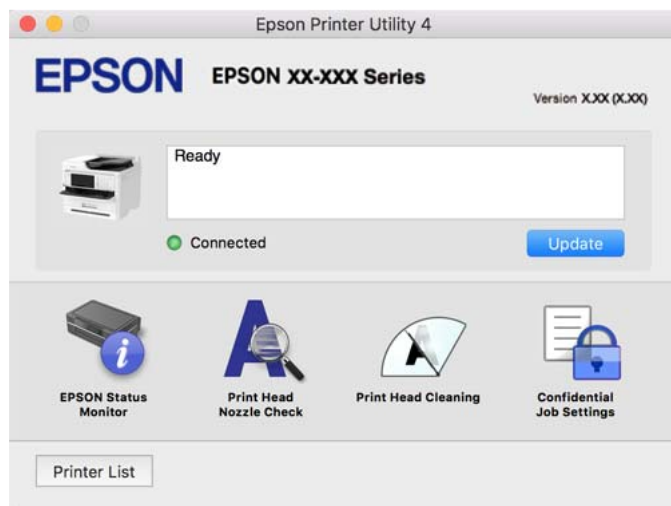 Epson Printer Utility 4
EPSON
EPSON XX-XXX Series
Version X.XX (X.XX)
Ready
Connected
Update
EPSON Status
Monitor
Print Head
Nozzle Check
Print Head Cleaning
Confidential
Job Settings
Printer List